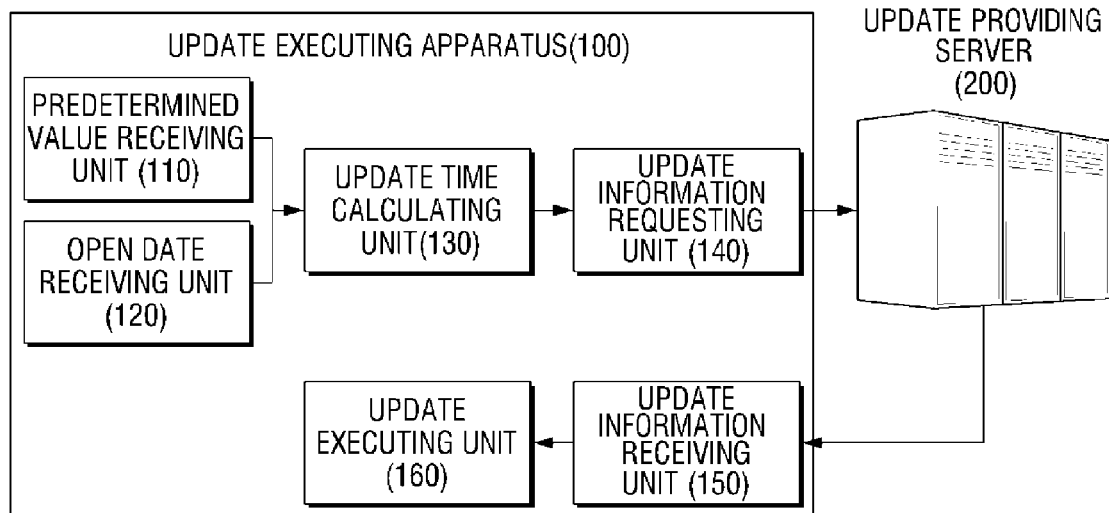 UPDATE EXECUTING APPARATUS(100)
PREDETERMINED
VALUE RECEIVING
UNIT (110)
OPEN DATE
RECEIVING UNIT
(120)
UPDATE TIME
CALCULATING
UNIT(130)
UPDATE
INFORMATION
REQUESTING
UNIT (140)
UPDATE PROVIDING
SERVER
(200)
UPDATE
EXECUTING UNIT
(160)
UPDATE
INFORMATION
RECEIVING
UNIT (150)